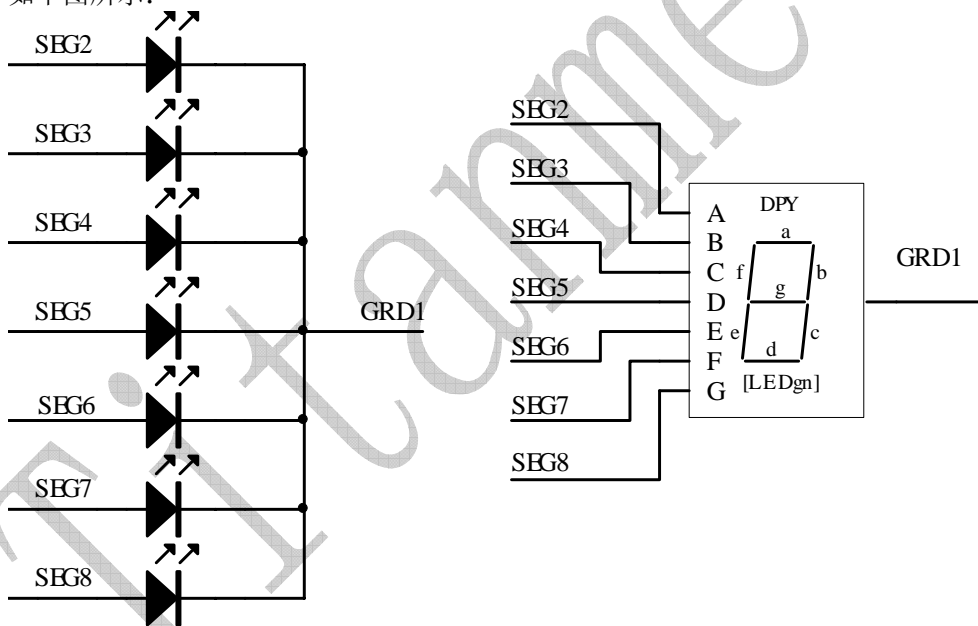 如下图所示:
SEG2
SEG3
SEG4
SEG5
SEG6
SEG7
SEG8
GRD1
SEG2
SEG3
SEG4
SEG5
SEG6
SEG7
SEG8
A
B
C
D
E
F
G
DPY
a
f
b
g
e
c
d
[LEDgn]
GRD1
Titanme